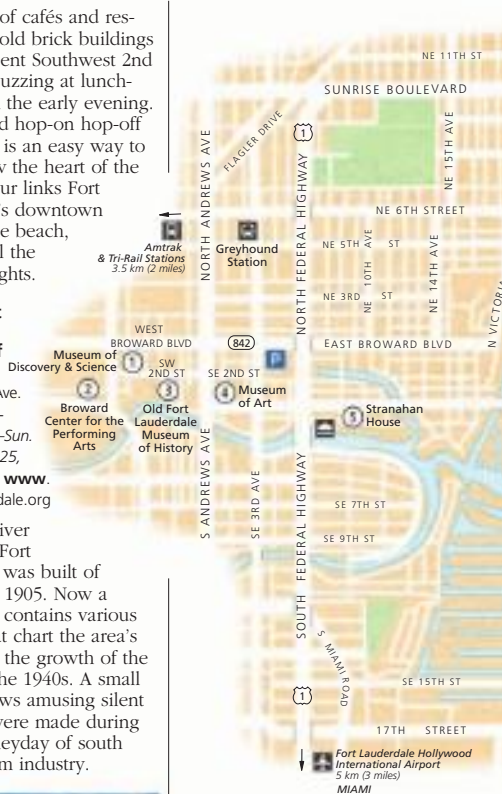 of cafés and res-
old brick buildings
ent Southwest 2nd
uzzing at lunch-
the early evening.
d hop-on hop-off
is an easy way to
w the heart of the
ur links Fort
's downtown
e beach,
l the
ghts.
Ave.
–Sun.
25,
www.
dale.org
iver
Fort
was built of
1905. Now a
contains various
at chart the area's
the growth of the
he 1940s. A small
ws amusing silent
were made during
heyday of south
m industry.
NE 11TH ST
SUNRISE BOULEVARD
FLAGLER DRIVE
1
NORTH ANDREWS AVE
NORTH FEDERAL HIGHWAY
NE 15TH AVE
NE 6TH STREET
Amtrak
& Tri-Rail Stations
3.5 km (2 miles)
Greyhound
Station
NE 5TH ST
NE 10TH AVE
NE 14TH AVE
NE 3RD ST
N VICTORIA
WEST
BROWARD BLVD
842
EAST BROWARD BLVD
P
Museum of
Discovery & Science
1
SW
2ND ST
SE 2ND ST
2
Broward
Center for the
Performing
Arts
3
Old Fort
Lauderdale
Museum
of History
4
Museum
of Art
5
Stranahan
House
S ANDREWS AVE
SE 3RD AVE
SOUTH FEDERAL HIGHWAY
SE 7TH ST
SE 9TH ST
S MIAMI ROAD
SE 15TH ST
1
17TH STREET
Fort Lauderdale Hollywood
International Airport
5 km (3 miles)
MIAMI